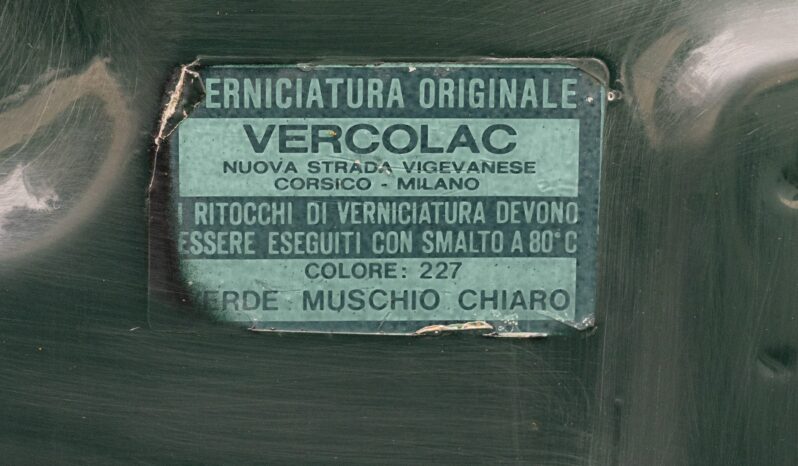 ERNICIATURA ORIGINALE
VERCOLAC
NUOVA STRADA VIGEVANESE
CORSICO - MILANO
I RITOCCHI DI VERNICIATURA DEVONO
ESSERE ESEGUITI CON SMALTO A 80°C
COLORE: 227
ERDE MUSCHIO CHIARO